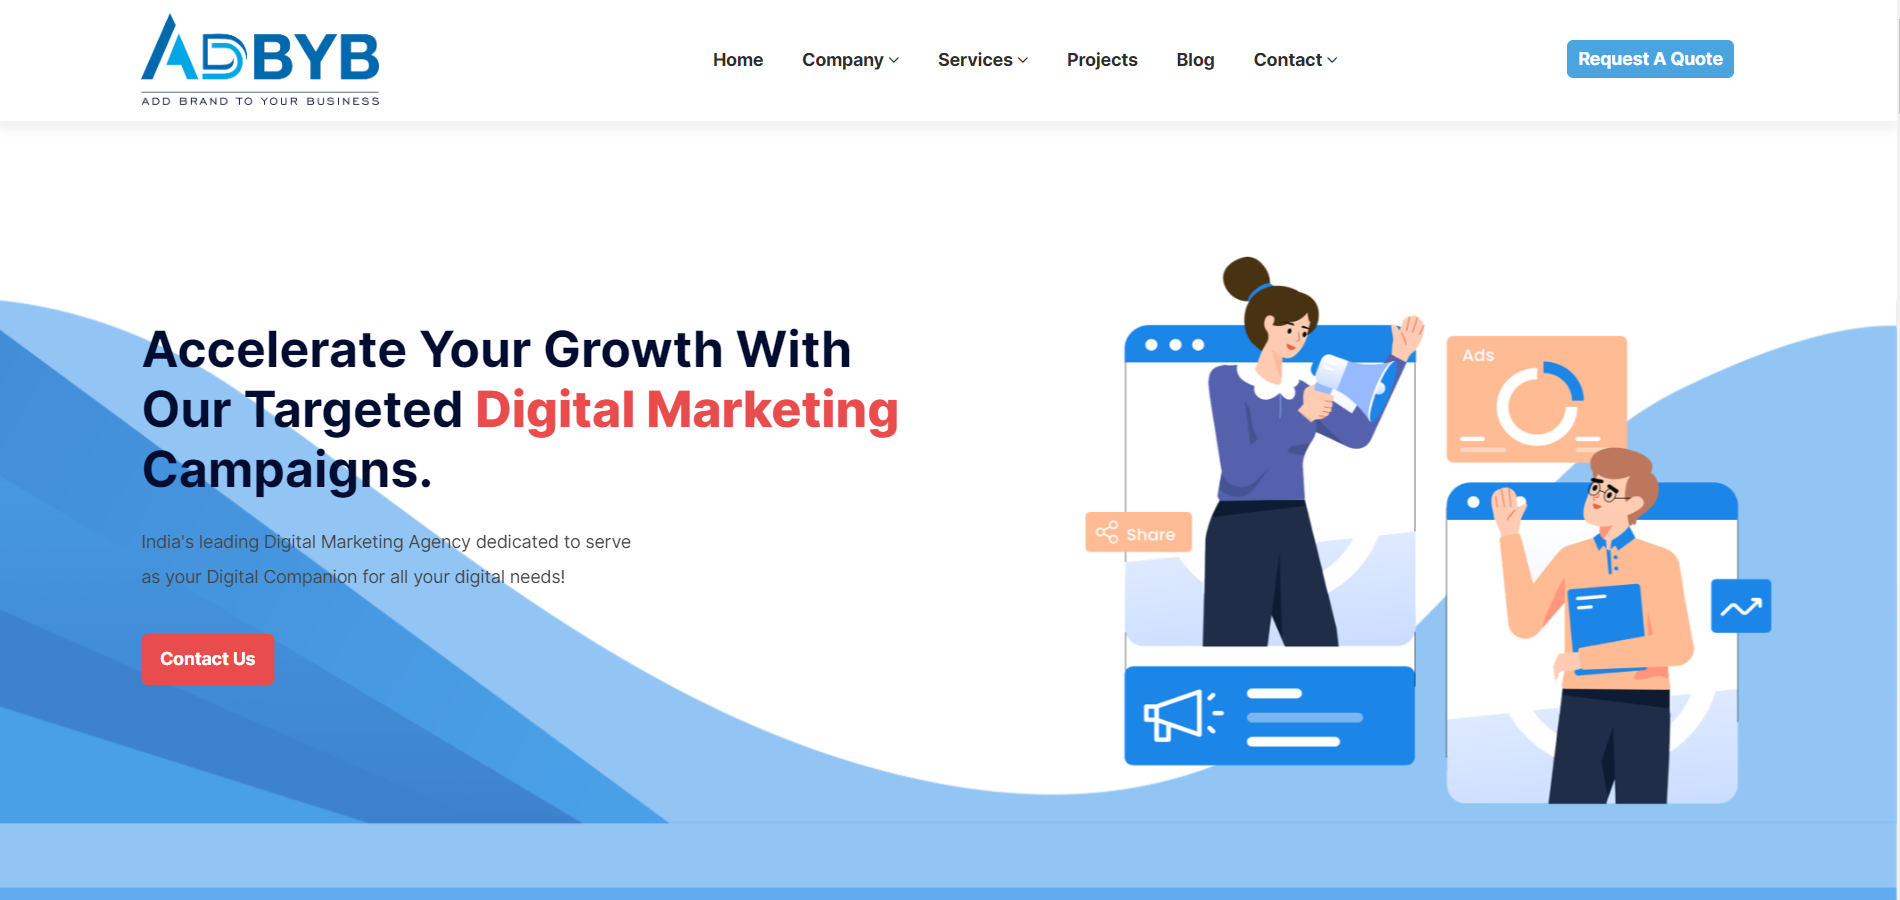 ADBYB
ADD BRAND TO YOUR BUSINESS
Home Company Services Projects Blog Contact
Request A Quote
Accelerate Your Growth With
Our Targeted Digital Marketing
Campaigns.
India's leading Digital Marketing Agency dedicated to serve
as your Digital Companion for all your digital needs!
Contact Us
Ads
Share